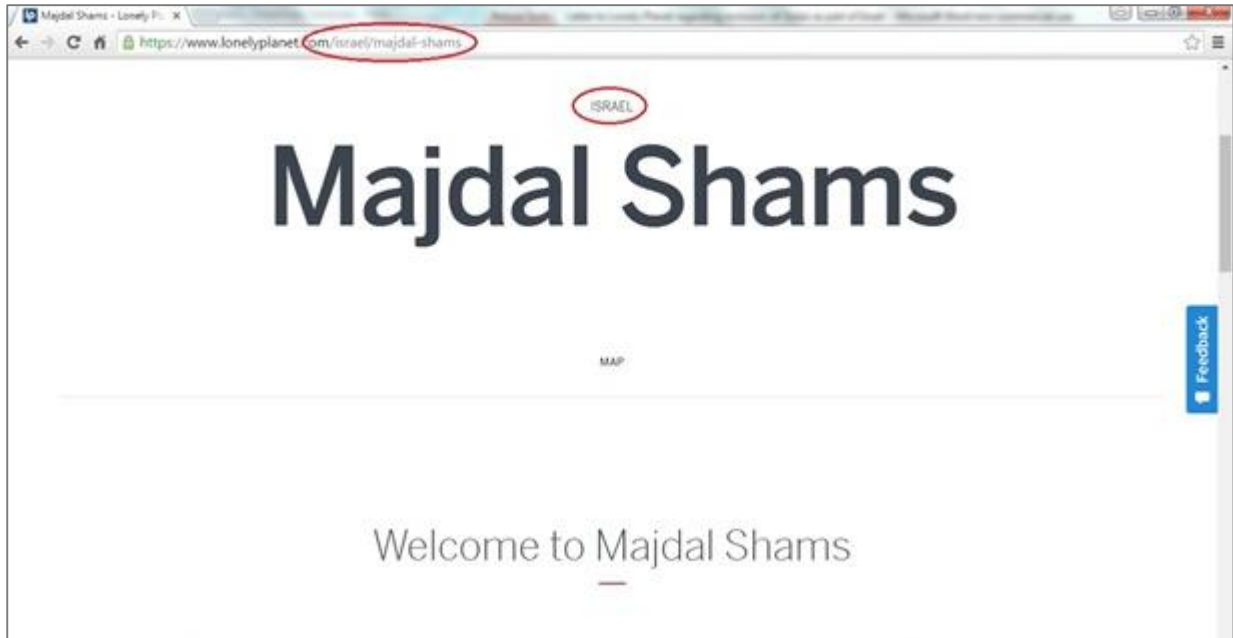 Majdal Shams - Lonely Pl
https://www.lonelyplanet.com/israel/majdal-shams
ISRAEL
Majdal Shams
MAP
Feedback
Welcome to Majdal Shams